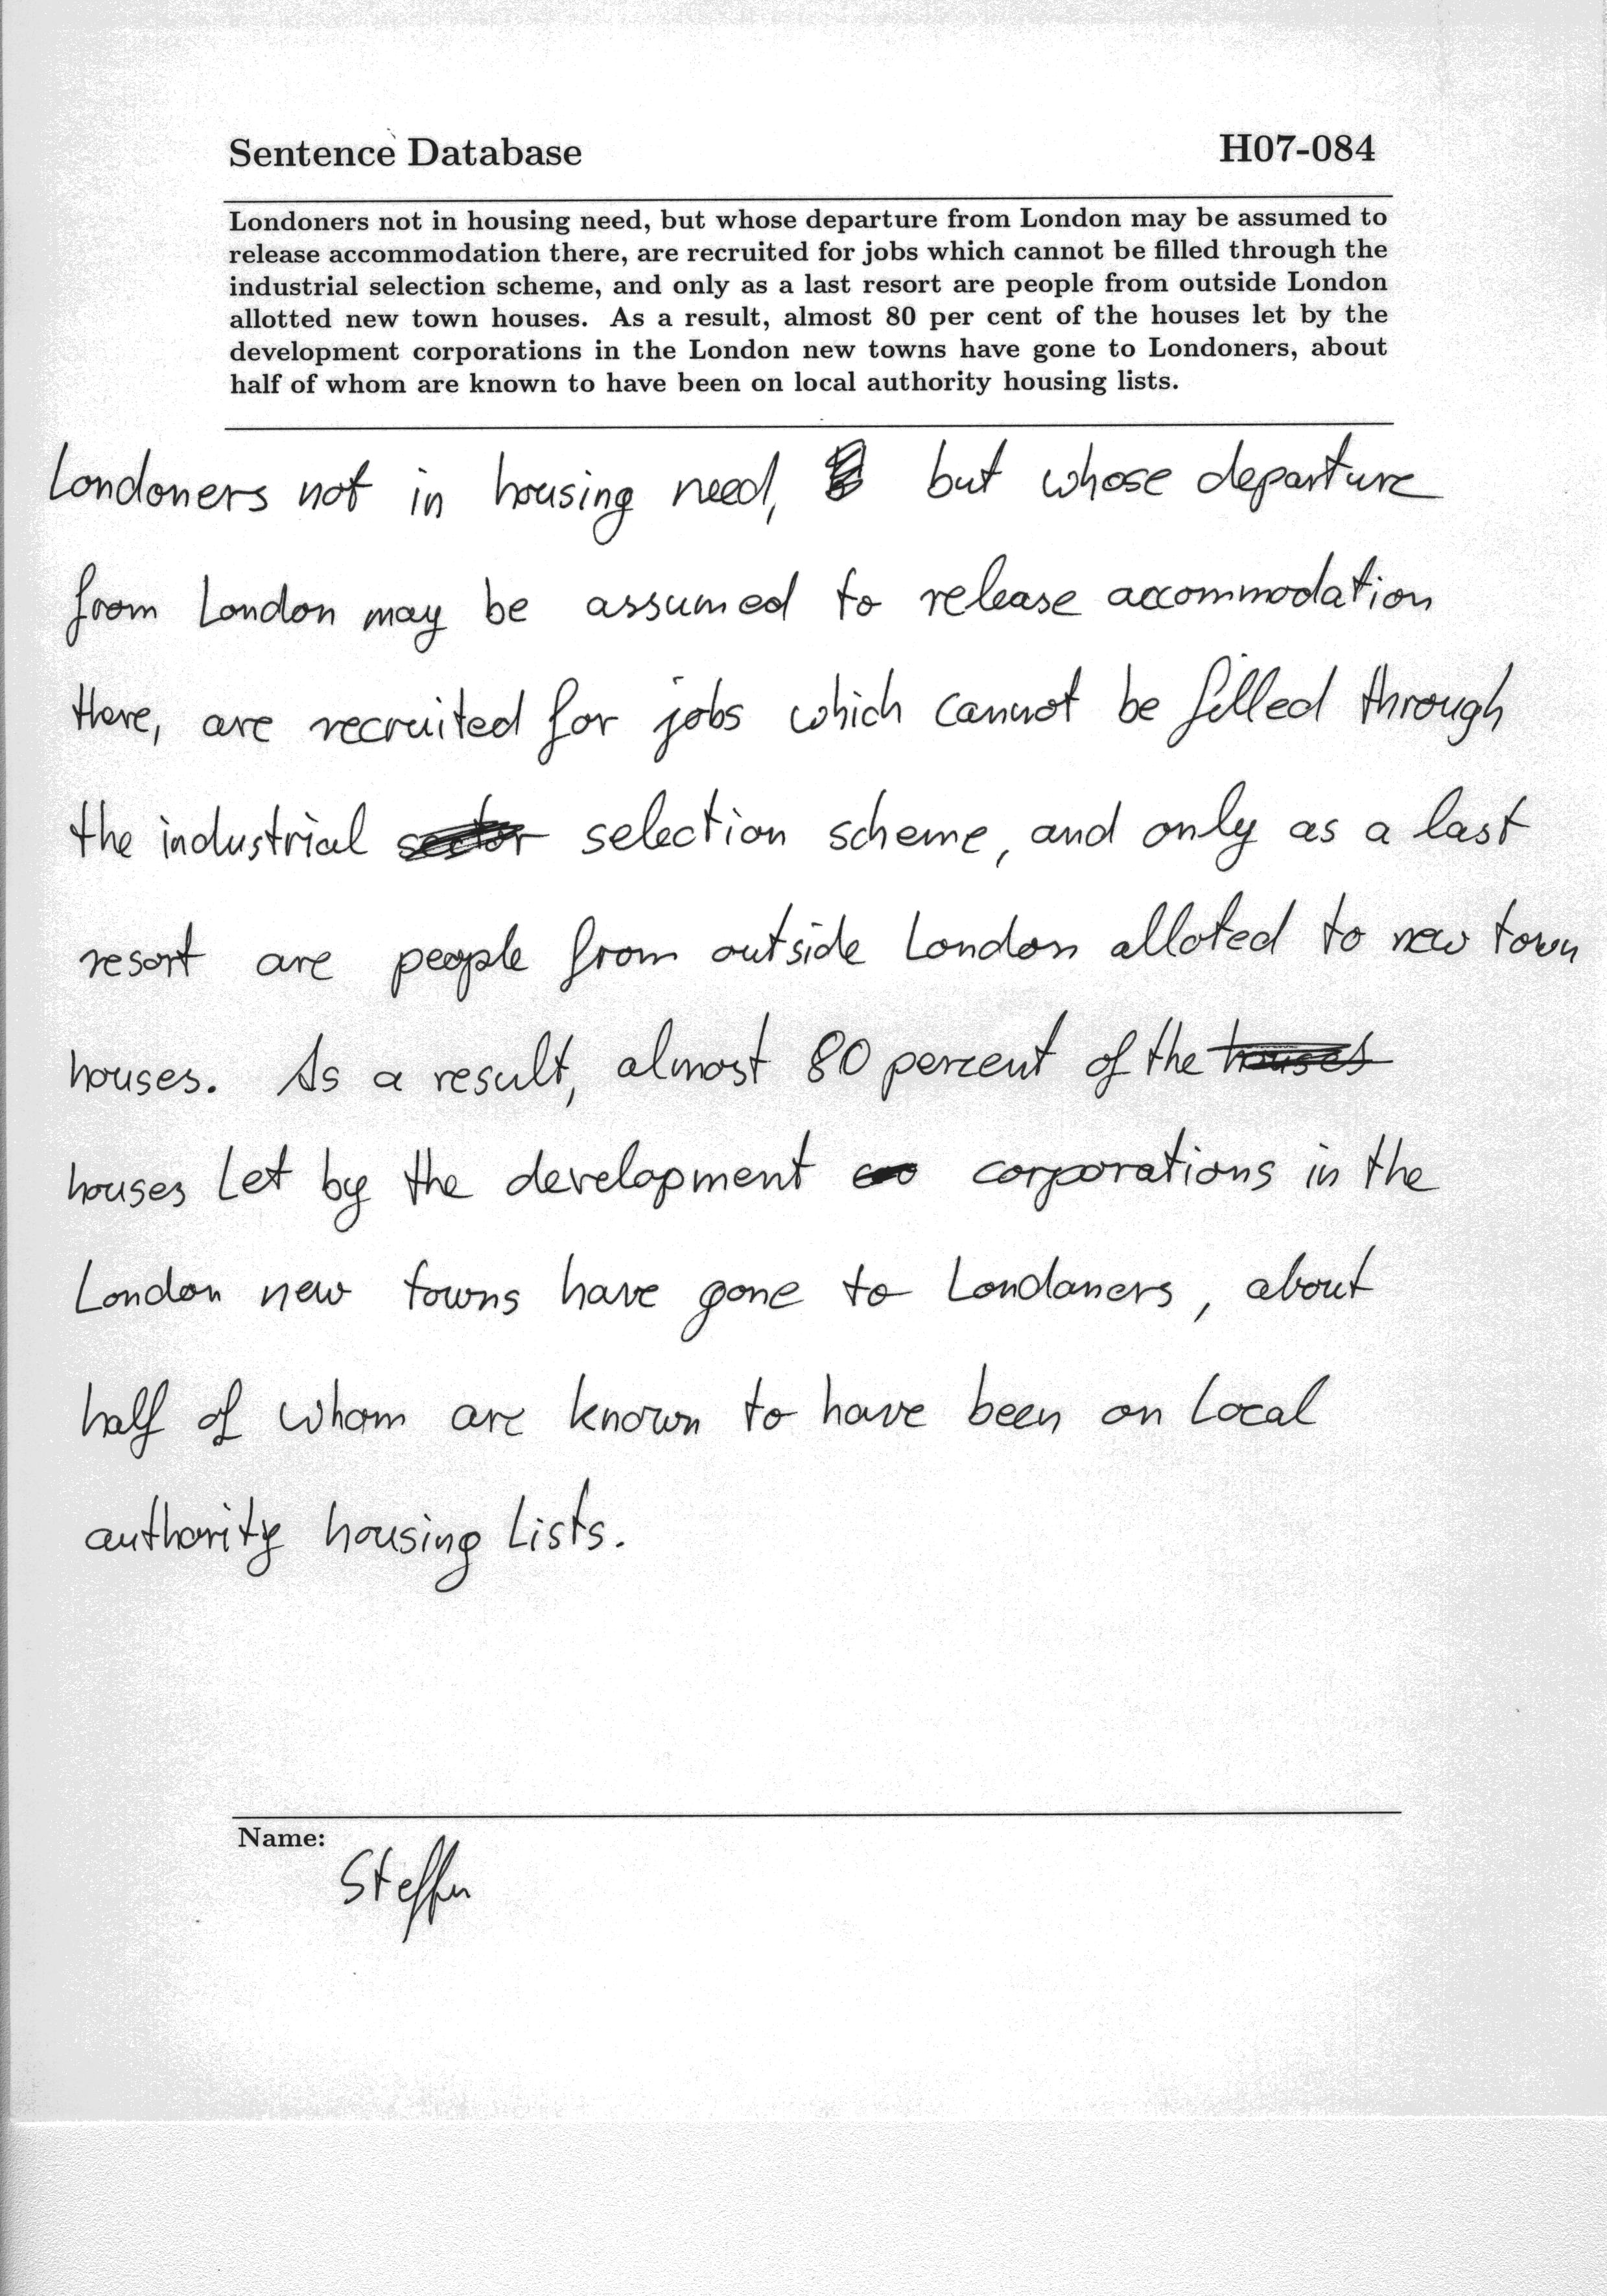 Sentence Database H07-084
Londoners not in housing need, but whose departure from London may be assumed to
release accommodation there, are recruited for jobs which cannot be filled through the
industrial selection scheme, and only as a last resort are people from outside London
allotted new town houses. As a result, almost 80 per cent of the houses let by the
development corporations in the London new towns have gone to Londoners, about
half of whom are known to have been on local authority housing lists.
Londoners not in housing need, but whose departure
from London may be assumed to release accommodation
there, are recruited for jobs which cannot be filled through
the industrial selection scheme, and only as a last
resort are people from outside London alloted to new town
houses. As a result, almost 80 percent of the houses
houses let by the development corporations in the
London new towns have gone to Londoners, about
half of whom are known to have been on local
authority housing lists.
Name:
Steffen